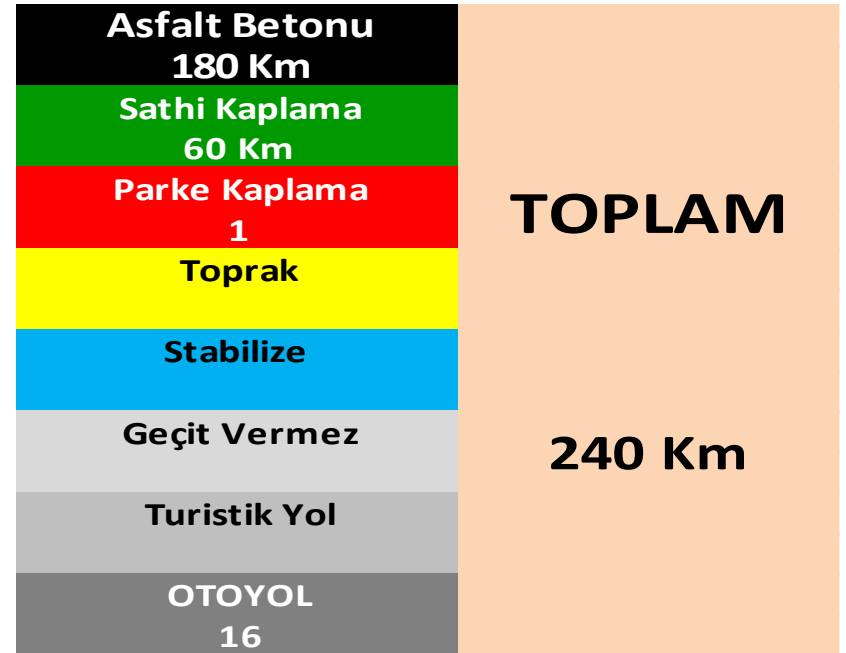 Asfalt Betonu
180 Km
Sathi Kaplama
60 Km
Parke Kaplama
1
Toprak
Stabilize
Geçit Vermez
Turistik Yol
OTOYOL
16
TOPLAM
240 Km